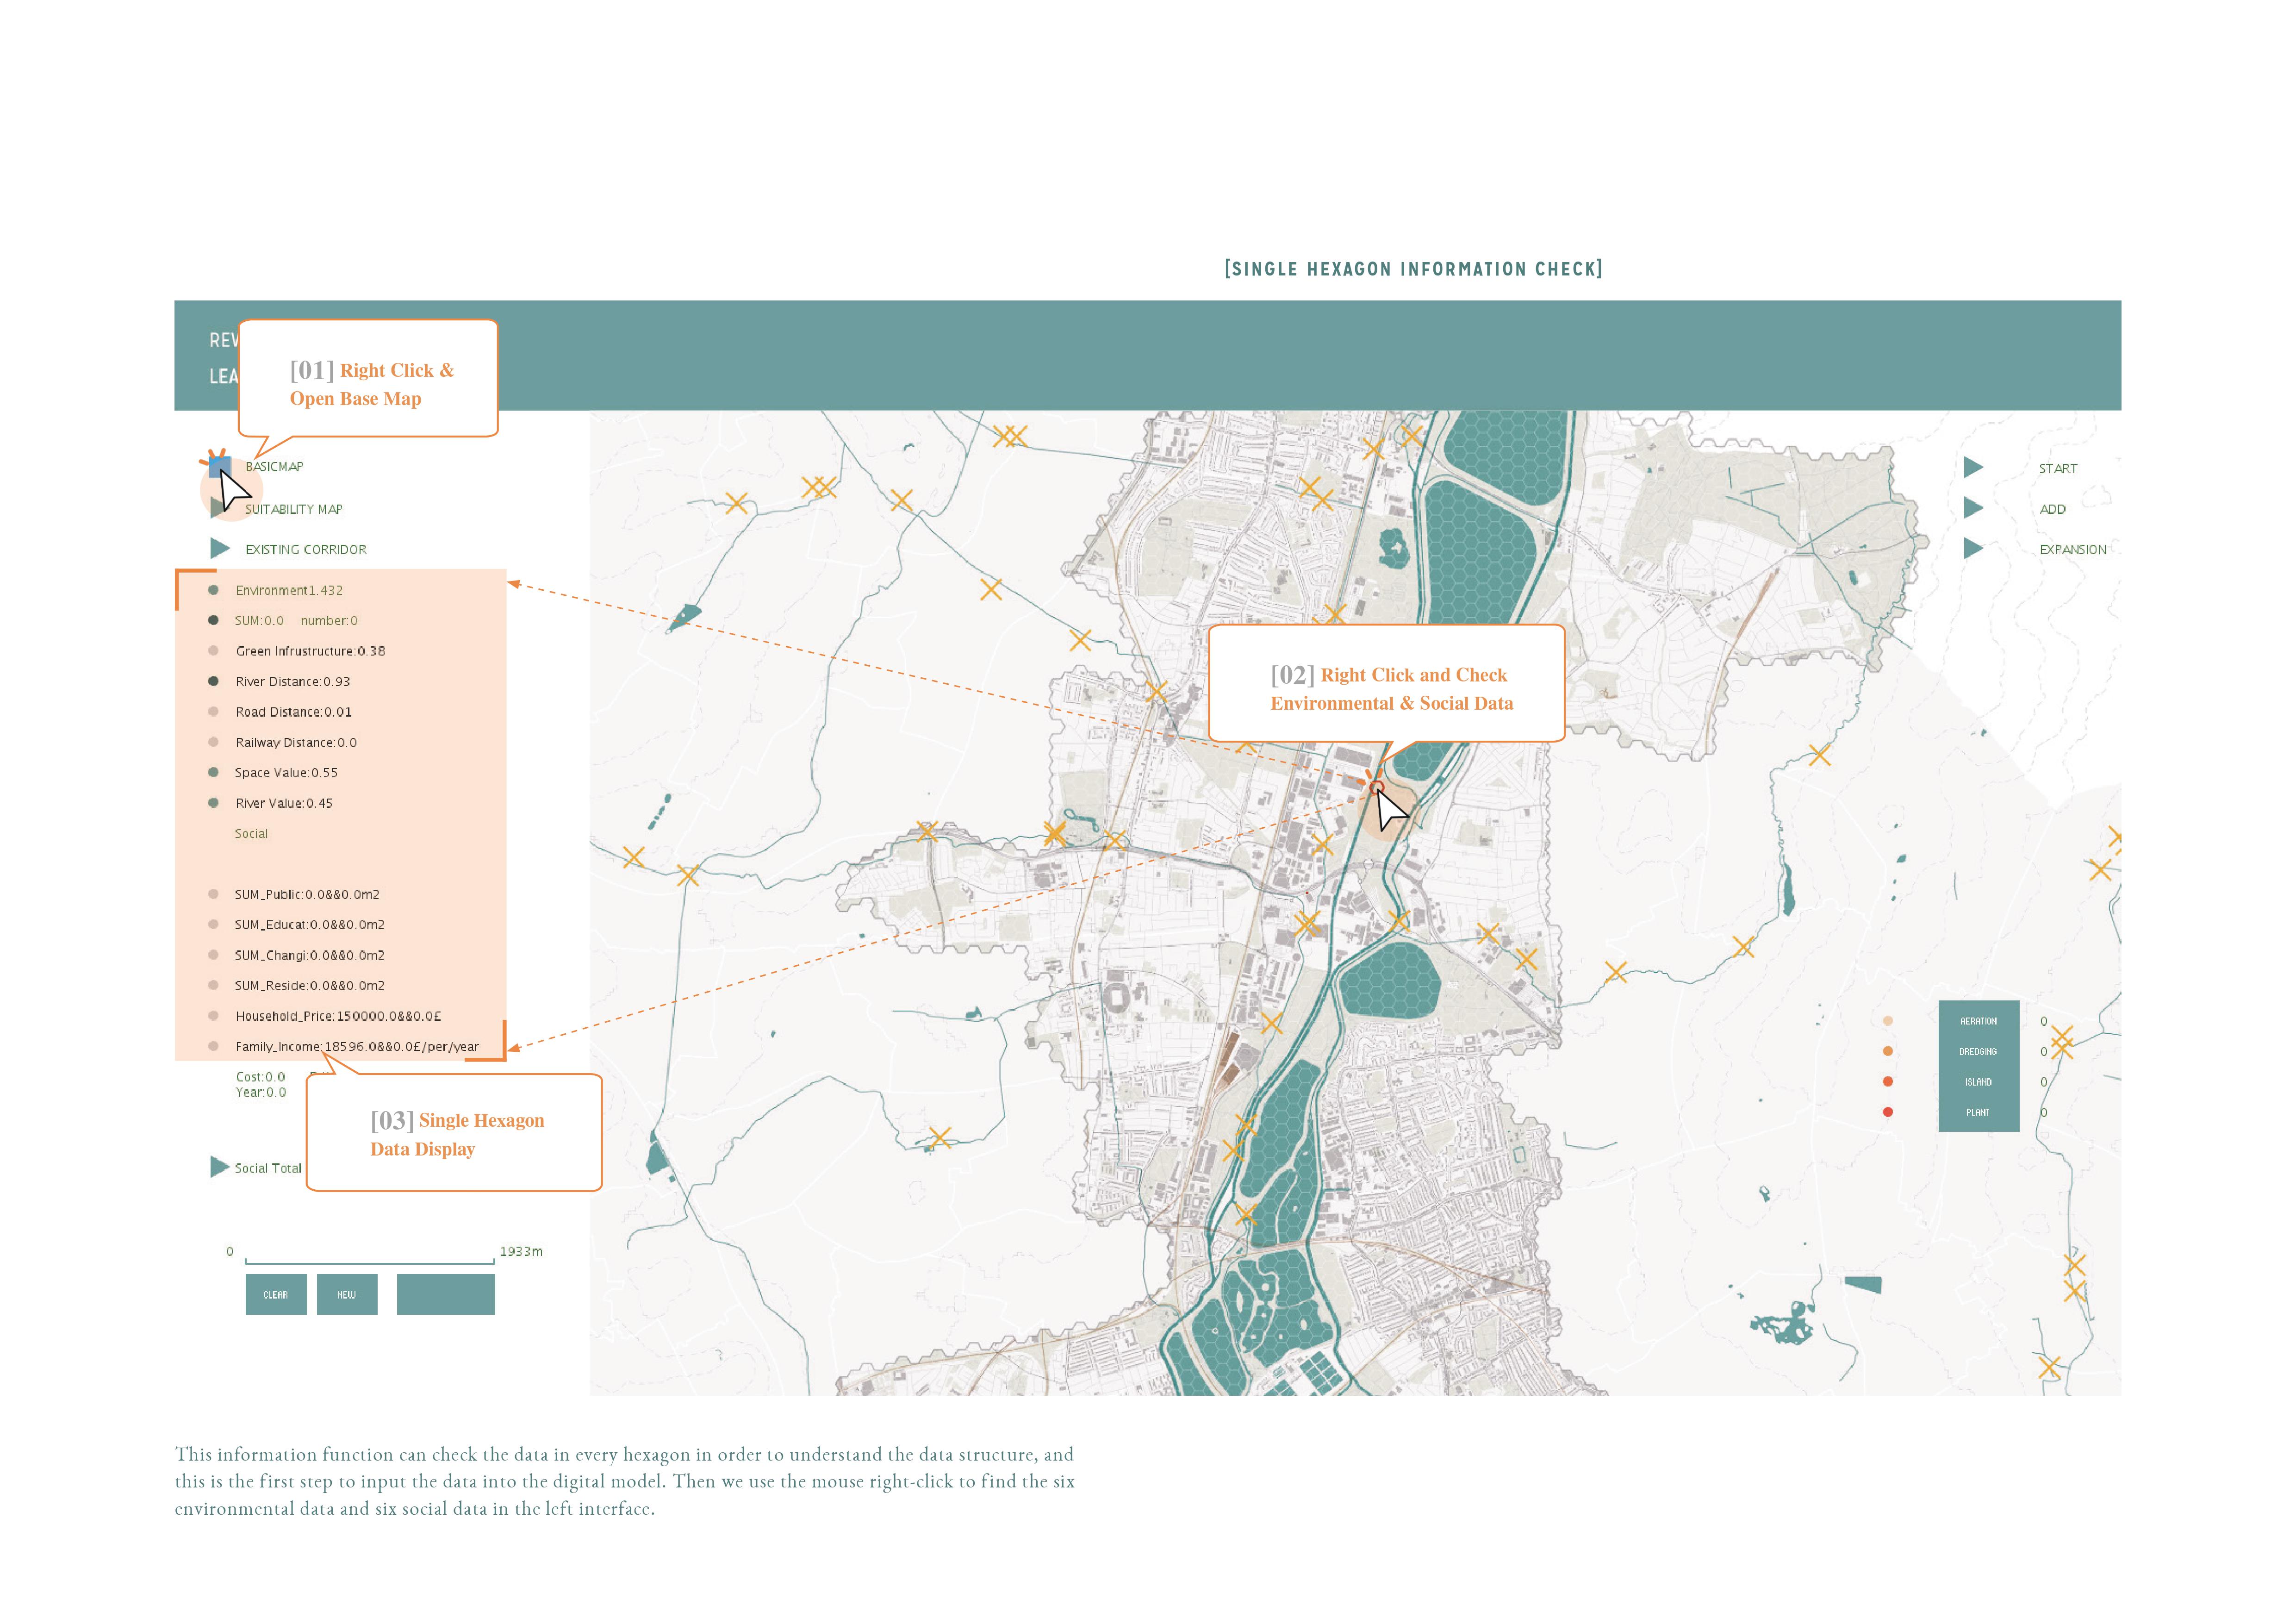 [SINGLE HEXAGON INFORMATION CHECK]
[01] Right Click &
Open Base Map
BASICMAP
SUITABILITY MAP
EXISTING CORRIDOR
Environment1.432
SUM:0.0 number:0
Green Infrustructure:0.38
River Distance:0.93
Road Distance:0.01
Railway Distance:0.0
Space Value:0.55
River Value:0.45
Social
SUM_Public:0.0&&0.0m2
SUM_Educat:0.0&&0.0m2
SUM_Changi:0.0&&0.0m2
SUM_Reside:0.0&&0.0m2
Household_Price:150000.0&&0.0£
Family_Income:18596.0&&0.0£/per/year
Cost:0.0
Year:0.0
[03] Single Hexagon
Data Display
Social Total
0 1933m
CLEAR NEW
[02] Right Click and Check
Environmental & Social Data
START
ADD
EXPANSION
AERATION 0
DREDGING 0
ISLAND 0
PLANT 0
This information function can check the data in every hexagon in order to understand the data structure, and
this is the first step to input the data into the digital model. Then we use the mouse right-click to find the six
environmental data and six social data in the left interface.